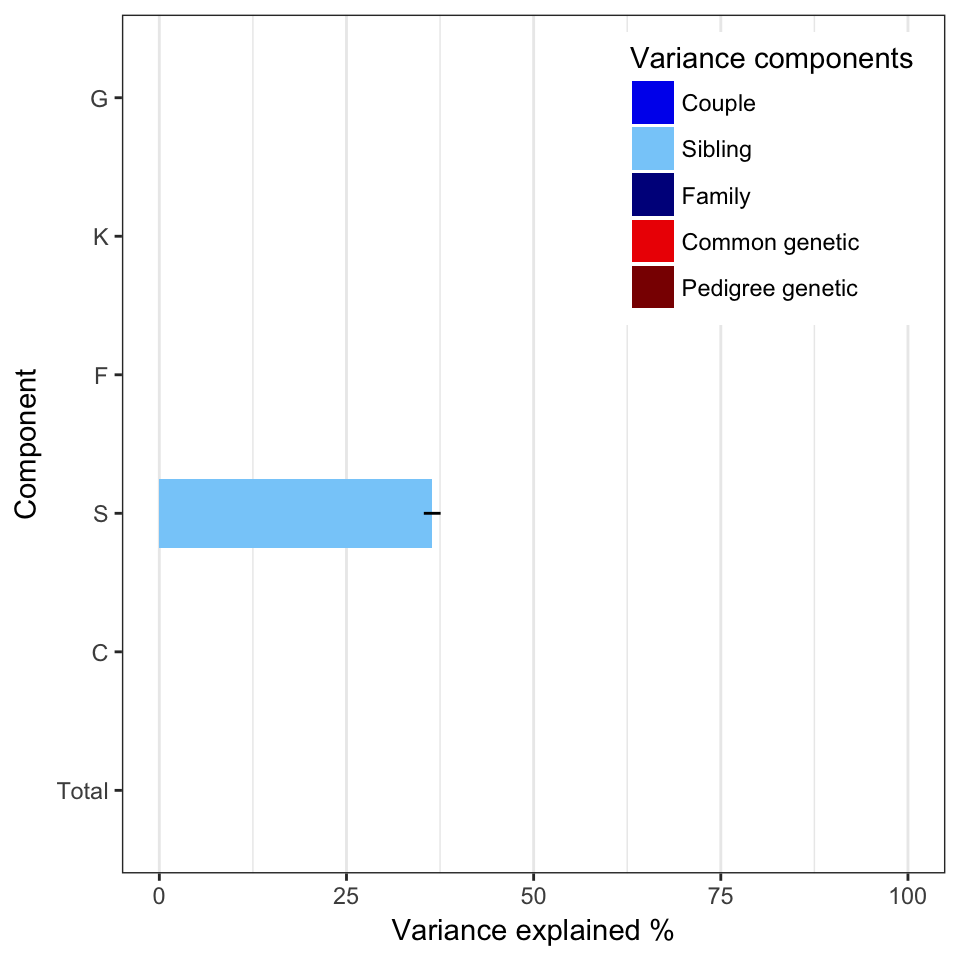 Variance components
Couple
Sibling
Family
Common genetic
Pedigree genetic
Component
G
K
F
S
C
Total
0 25 50 75 100
Variance explained %